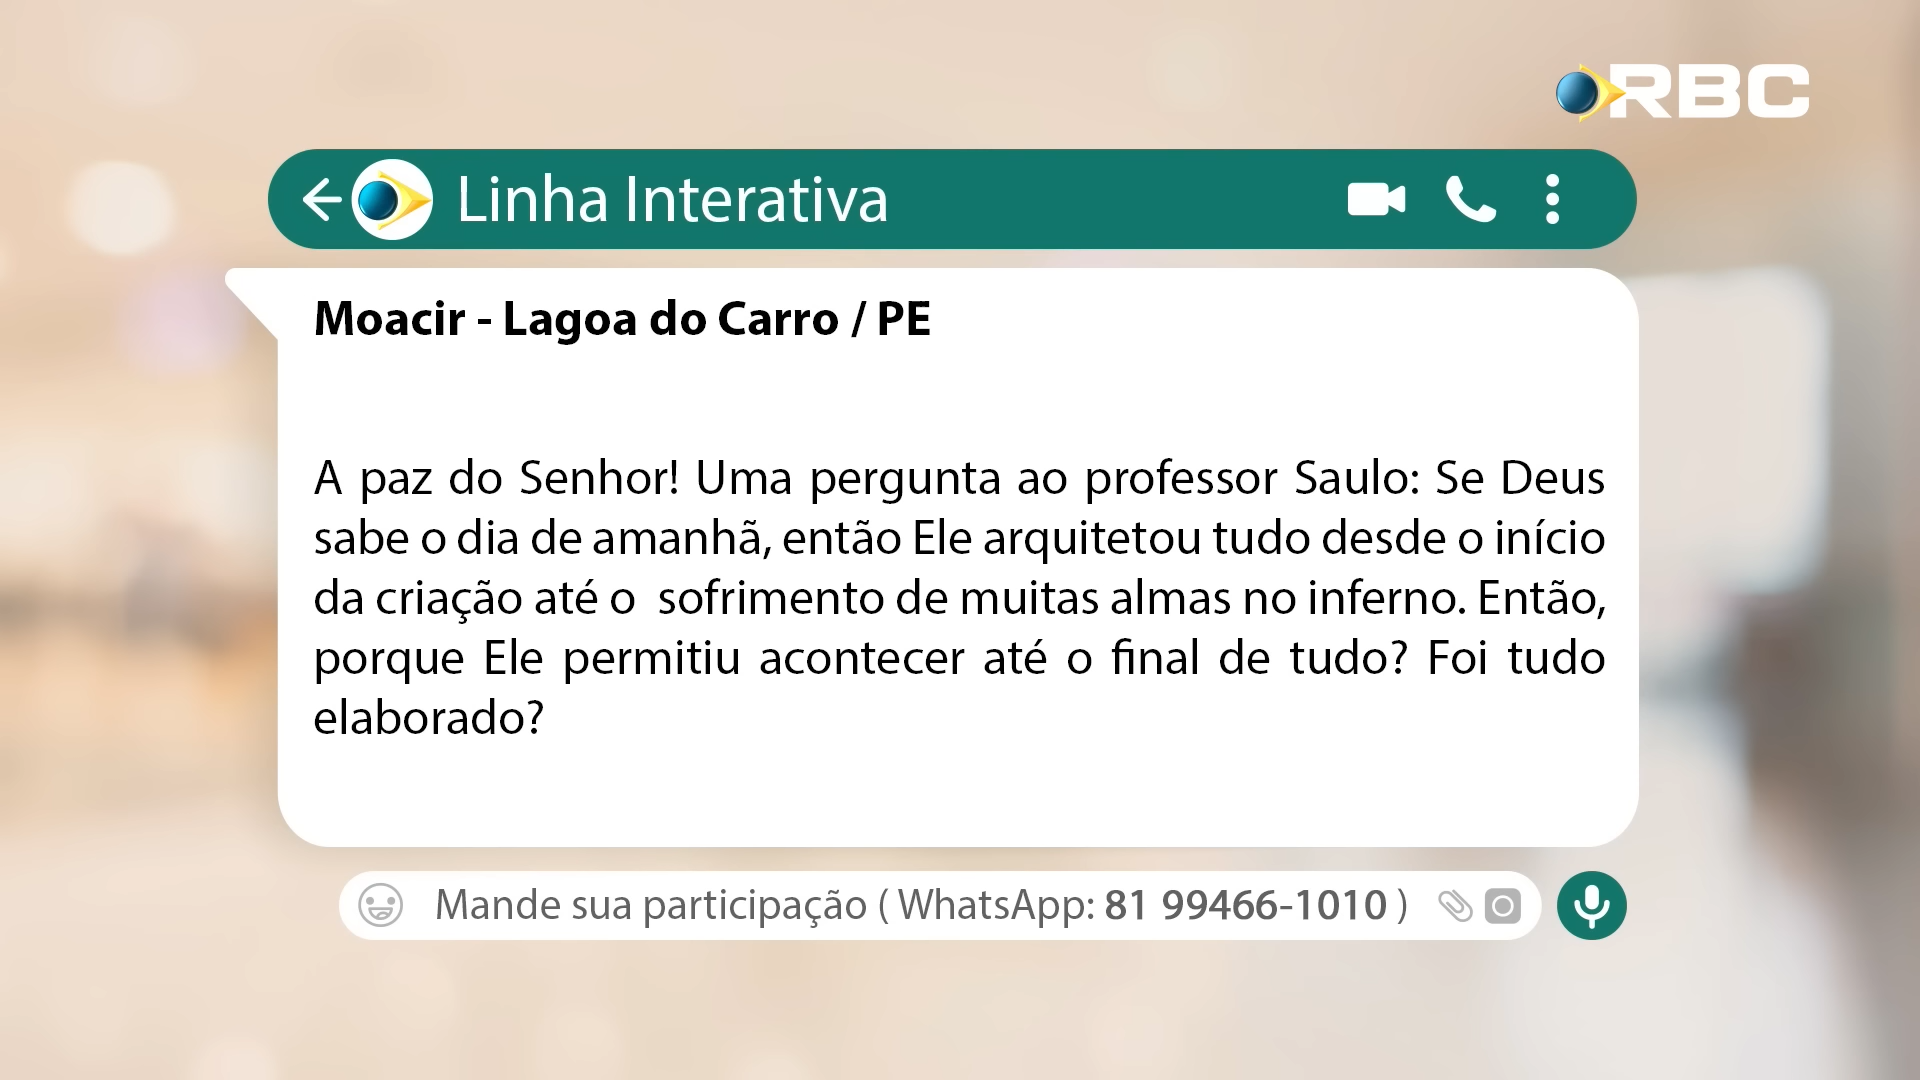 RBC
Linha Interativa
Moacir - Lagoa do Carro / PE
A paz do Senhor! Uma pergunta ao professor Saulo: Se Deus
sabe o dia de amanhã, então Ele arquitetou tudo desde o início
da criação até o  sofrimento de muitas almas no inferno. Então,
porque Ele permitiu acontecer até o final de tudo? Foi tudo
elaborado?
Mande sua participação ( WhatsApp: 81 99466-1010 )